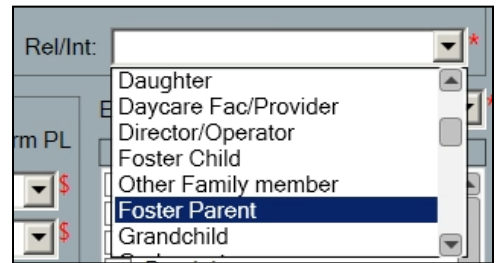 Rel/Int: *
Daughter
Daycare Fac/Provider
Director/Operator
Foster Child
Other Family member
Foster Parent
Grandchild
rm PL
$
$